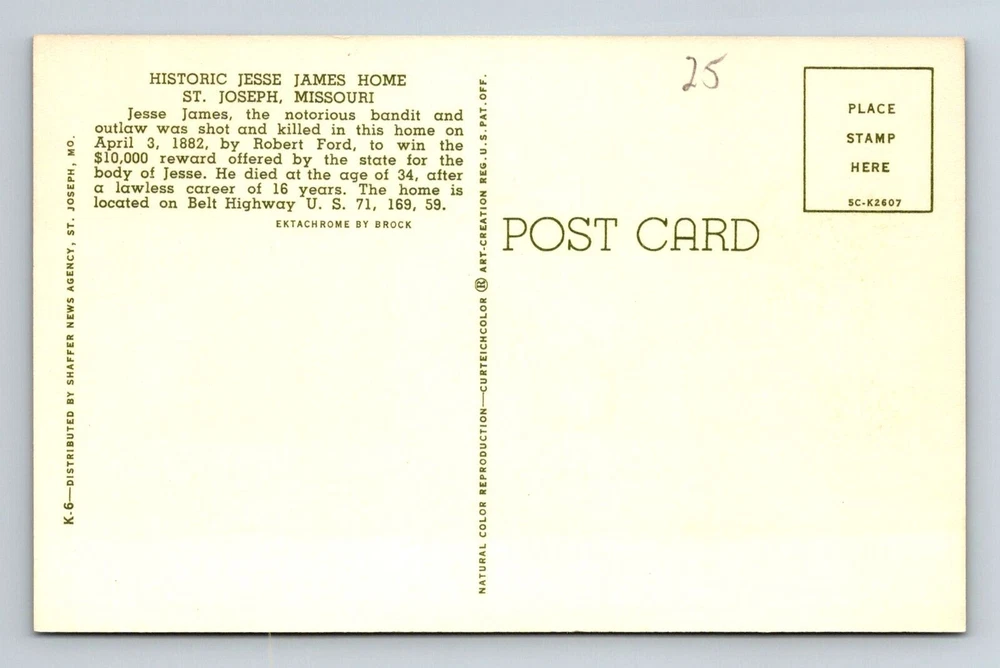 HISTORIC JESSE JAMES HOME
ST. JOSEPH, MISSOURI
Jesse James, the notorious bandit and
outlaw was shot and killed in this home on
April 3, 1882, by Robert Ford, to win the
$10,000 reward offered by the state for the
body of Jesse. He died at the age of 34, after
a lawless career of 16 years. The home is
located on Belt Highway U. S. 71, 169, 59.
EKTACHROME BY BROCK
K-6—DISTRIBUTED BY SHAFFER NEWS AGENCY, ST. JOSEPH, MO.
NATURAL COLOR REPRODUCTION—CURTEICHCOLOR ® ART-CREATION REG. U.S. PAT. OFF.
25
POST CARD
PLACE
STAMP
HERE
5C-K2607